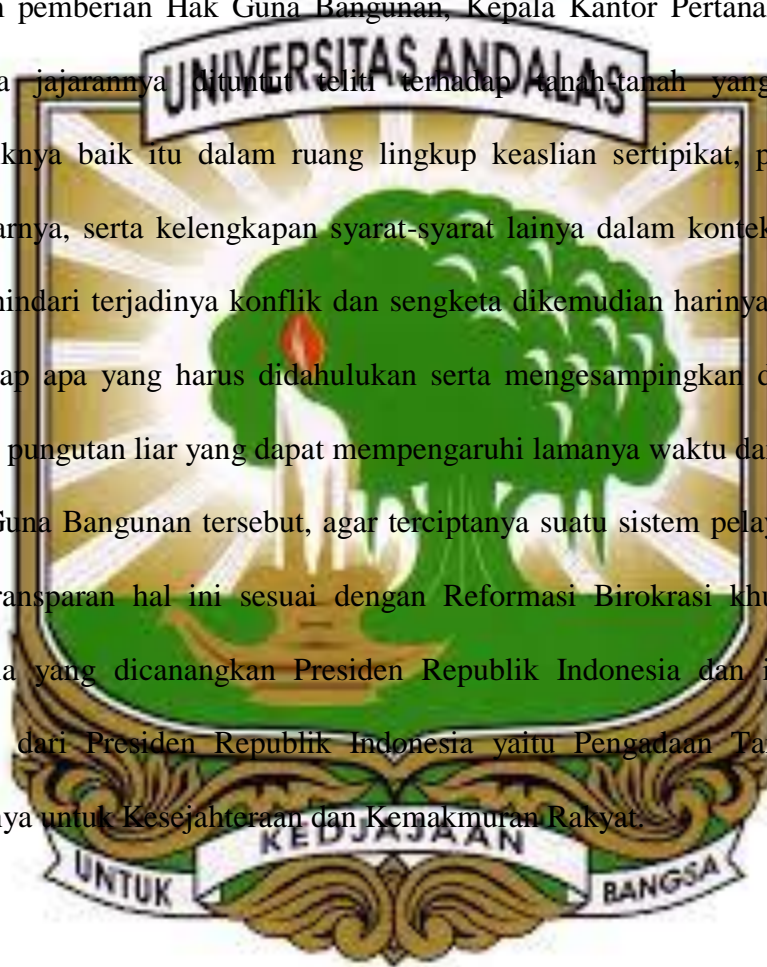 n pemberian Hak Guna Bangunan, Kepala Kantor Pertana
UNIVERSITAS ANDALAS
a jajarannya dituntut teliti terhadap tanah-tanah yang
knya baik itu dalam ruang lingkup keaslian sertipikat, p
arnya, serta kelengkapan syarat-syarat lainya dalam kontek
hindari terjadinya konflik dan sengketa dikemudian harinya
ap apa yang harus didahulukan serta mengesampingkan d
pungutan liar yang dapat mempengaruhi lamanya waktu da
Guna Bangunan tersebut, agar terciptanya suatu sistem pelay
ransparan hal ini sesuai dengan Reformasi Birokrasi khu
ia yang dicanangkan Presiden Republik Indonesia dan i
dari Presiden Republik Indonesia yaitu Pengadaan Ta
nya untuk Kesejahteraan dan Kemakmuran Rakyat.
UNTUK KEDJAJAAN BANGSA